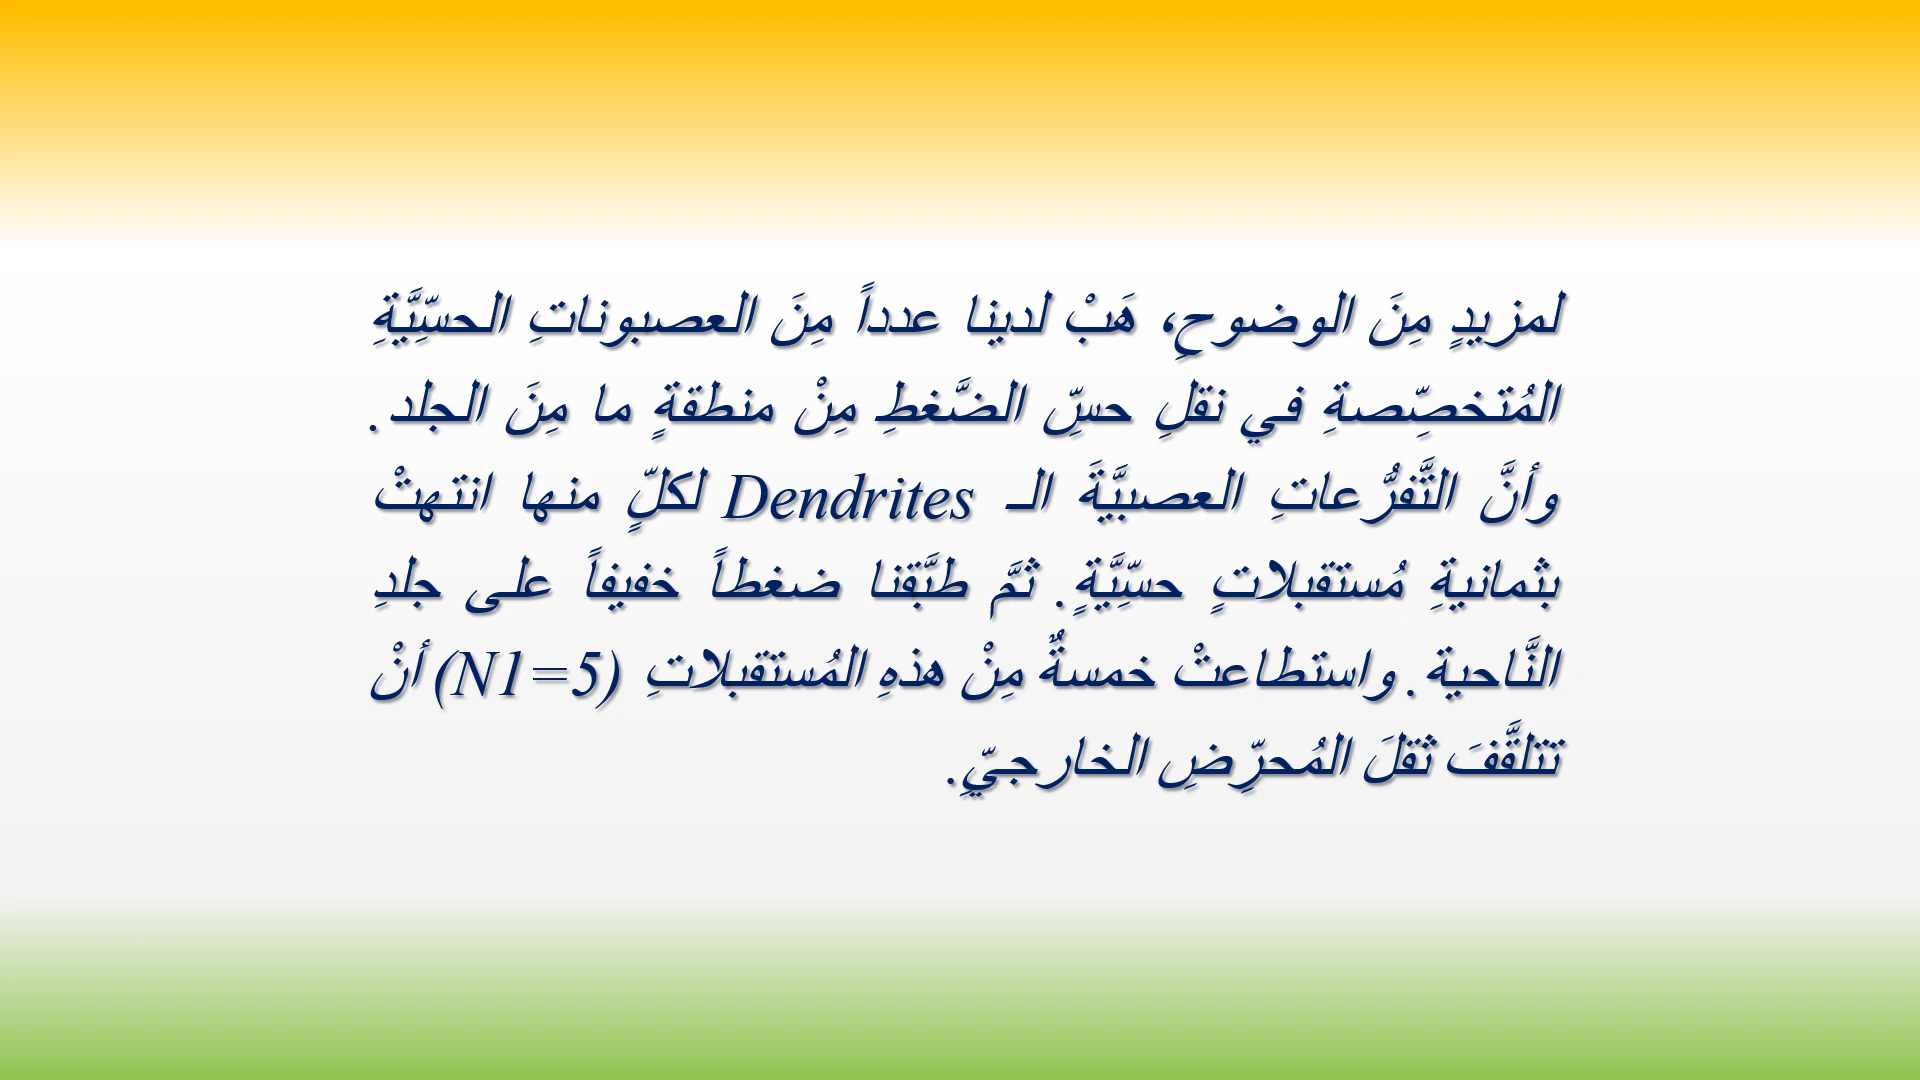 لمزيدٍ مِنَ الوضوحِ، هَبْ لدينا عدداً مِنَ العصبوناتِ الحسّيَّةِ
المُتخصّصةِ في نقلِ حسِّ الضَّغطِ مِنْ منطقةٍ ما مِنَ الجلد.
وأنَّ التَّفرُّعاتِ العصبيَّةَ الـ Dendrites لكلٍّ منها انتهتْ
بثمانيةِ مُستقبلاتٍ حسّيَّةٍ. ثمَّ طبَّقنا ضغطاً خفيفاً على جلدِ
النَّاحية. واستطاعتْ خمسةٌ مِنْ هذهِ المُستقبلاتِ (N1=5) أنْ
تتلقَّفَ ثقلَ المُحرِّضِ الخارجيِّ.